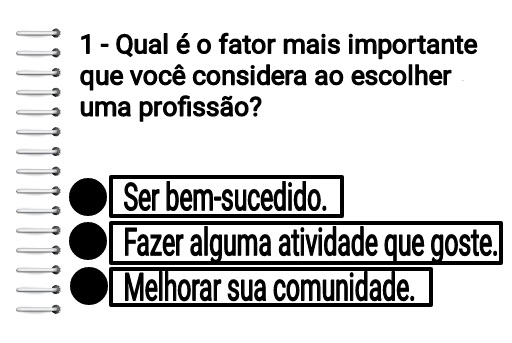 1 - Qual é o fator mais importante
que você considera ao escolher
uma profissão?
Ser bem-sucedido.
Fazer alguma atividade que goste.
Melhorar sua comunidade.